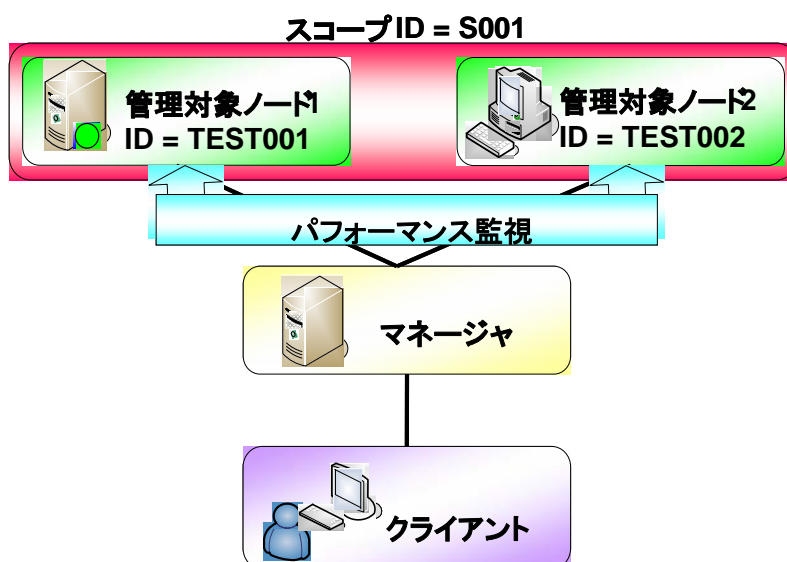 スコープID = S001
管理対象ノード1
ID = TEST001
管理対象ノード2
ID = TEST002
パフォーマンス監視
マネージャ
クライアント